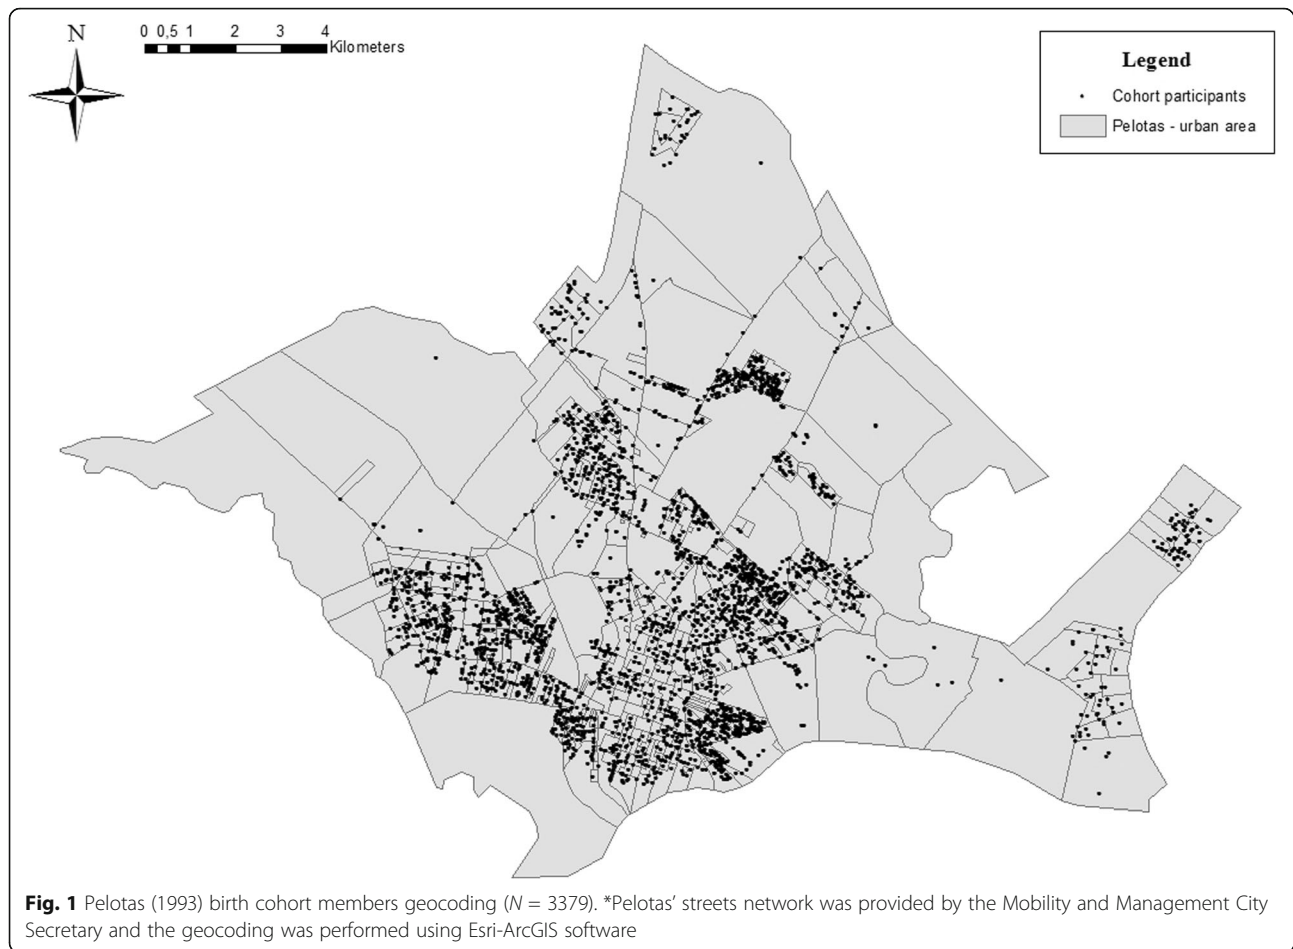 N
0 0,5 1 2 3 4
Kilometers
Legend
Cohort participants
Pelotas - urban area
Fig. 1 Pelotas (1993) birth cohort members geocoding (N = 3379). *Pelotas’ streets network was provided by the Mobility and Management City
Secretary and the geocoding was performed using Esri-ArcGIS software